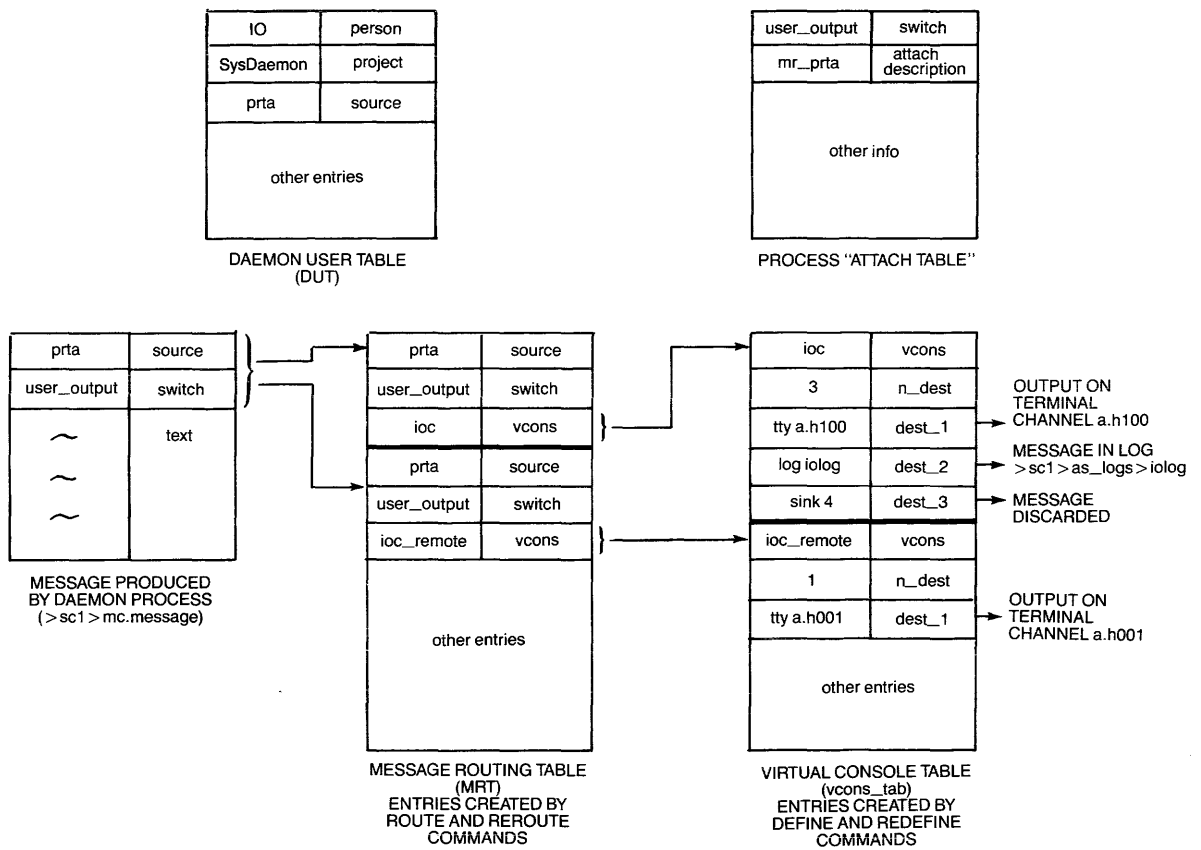 IO person
SysDaemon project
prta source
other entries
DAEMON USER TABLE
(DUT)
user_output switch
mr_prta attach
description
other info
PROCESS "ATTACH TABLE"
prta source
user_output switch
text
MESSAGE PRODUCED
BY DAEMON PROCESS
(>sc1>mc.message)
prta source
user_output switch
ioc vcons
prta source
user_output switch
ioc_remote vcons
other entries
MESSAGE ROUTING TABLE
(MRT)
ENTRIES CREATED BY
ROUTE AND REROUTE
COMMANDS
ioc vcons
3 n_dest
tty a.h100 dest_1
log iolog dest_2
sink 4 dest_3
ioc_remote vcons
1 n_dest
tty a.h001 dest_1
other entries
VIRTUAL CONSOLE TABLE
(vcons_tab)
ENTRIES CREATED BY
DEFINE AND REDEFINE
COMMANDS
OUTPUT ON
TERMINAL
CHANNEL a.h100
MESSAGE IN LOG
>sc1>as_logs>iolog
MESSAGE
DISCARDED
OUTPUT ON
TERMINAL
CHANNEL a.h001